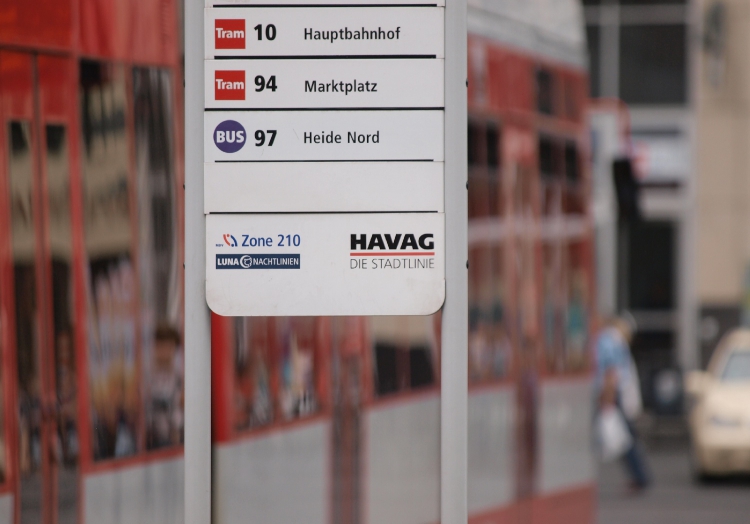 Tram 10 Hauptbahnhof
Tram 94 Marktplatz
BUS 97 Heide Nord
Zone 210
LUNA NACHTLINIEN
HAVAG
DIE STADTLINIE